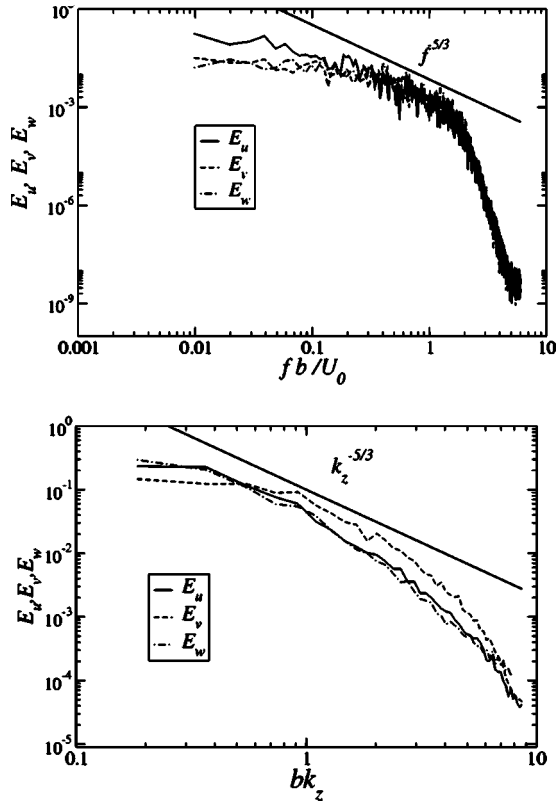 10⁰
f⁻⁵/³
10⁻³
E_u, E_v, E_w
E_u
E_v
E_w
10⁻⁶
10⁻⁹
0.001 0.01 0.1 1 10
f b / U₀
10⁰
k_z⁻⁵/³
10⁻¹
10⁻²
E_u, E_v, E_w
E_u
E_v
E_w
10⁻³
10⁻⁴
10⁻⁵
0.1 1 10
bk_z